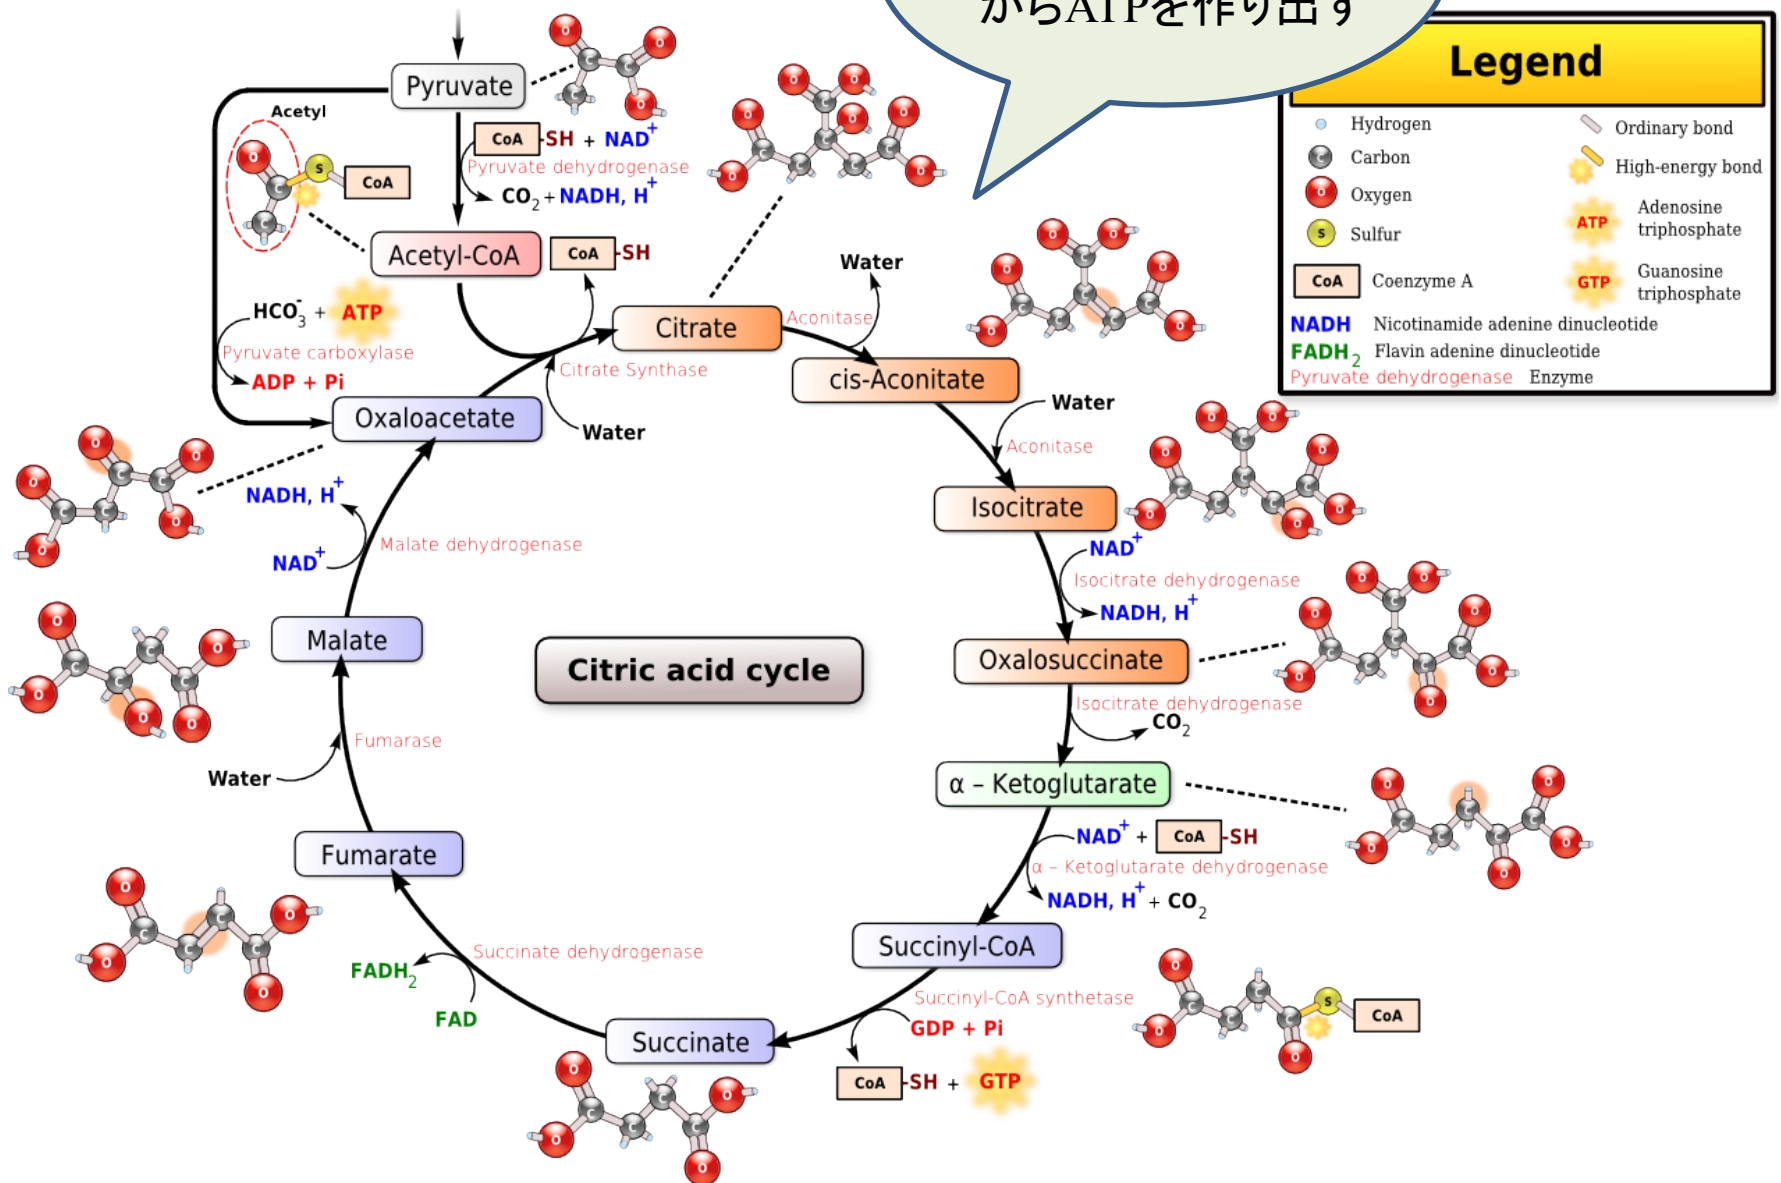 からATPを作り出す
Legend
Hydrogen
Carbon
Oxygen
Sulfur
CoA Coenzyme A
Ordinary bond
High-energy bond
ATP Adenosine
triphosphate
GTP Guanosine
triphosphate
NADH Nicotinamide adenine dinucleotide
FADH2 Flavin adenine dinucleotide
Pyruvate dehydrogenase Enzyme
Pyruvate
Acetyl
S
CoA
CoA-SH + NAD+
Pyruvate dehydrogenase
CO2 + NADH, H+
Acetyl-CoA
CoA-SH
HCO3- + ATP
Pyruvate carboxylase
ADP + Pi
Oxaloacetate
Citrate Synthase
Water
Citrate
Aconitase
Water
cis-Aconitate
Water
Aconitase
Isocitrate
NAD+
Isocitrate dehydrogenase
NADH, H+
Oxalosuccinate
Isocitrate dehydrogenase
CO2
α – Ketoglutarate
NAD+ + CoA-SH
α – Ketoglutarate dehydrogenase
NADH, H+ + CO2
Succinyl-CoA
Succinyl-CoA synthetase
GDP + Pi
CoA-SH + GTP
S
CoA
Succinate
Succinate dehydrogenase
FADH2
FAD
Fumarate
Fumarase
Water
Malate
Malate dehydrogenase
NAD+
NADH, H+
Citric acid cycle